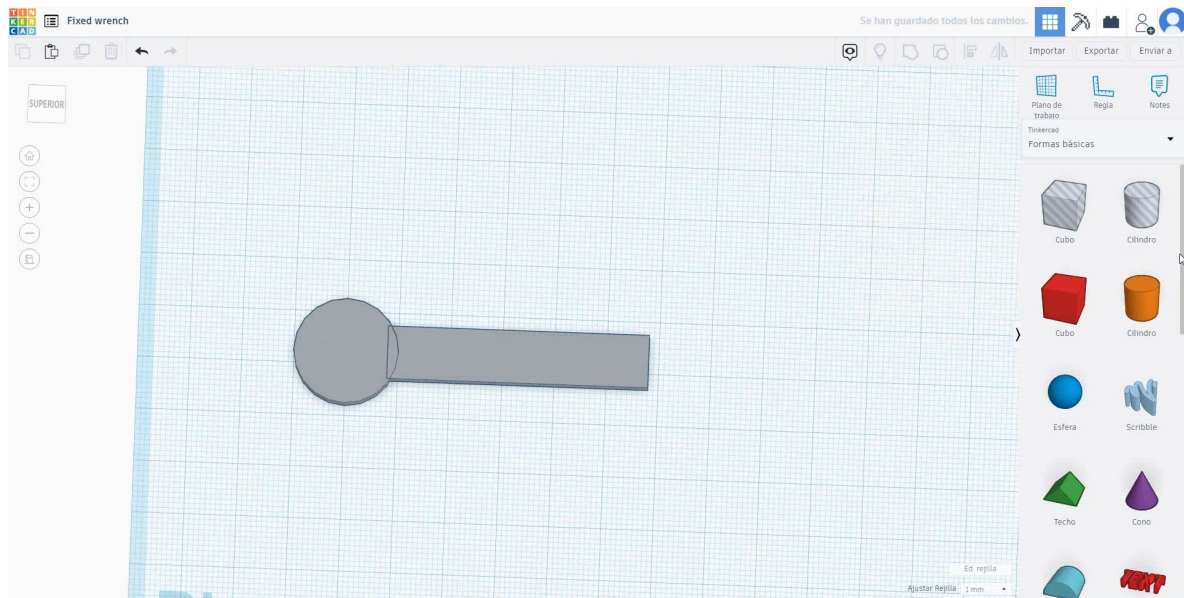 TIN
KER
CAD
Fixed wrench
Se han guardado todos los cambios.
Importar
Exportar
Enviar a
SUPERIOR
Plano de
trabajo
Regla
Notes
Tinkercad
Formas básicas
Cubo
Cilindro
Cubo
Cilindro
Esfera
Scribble
Techo
Cono
TEXT
Ed. rejilla
Ajustar Rejilla
1 mm